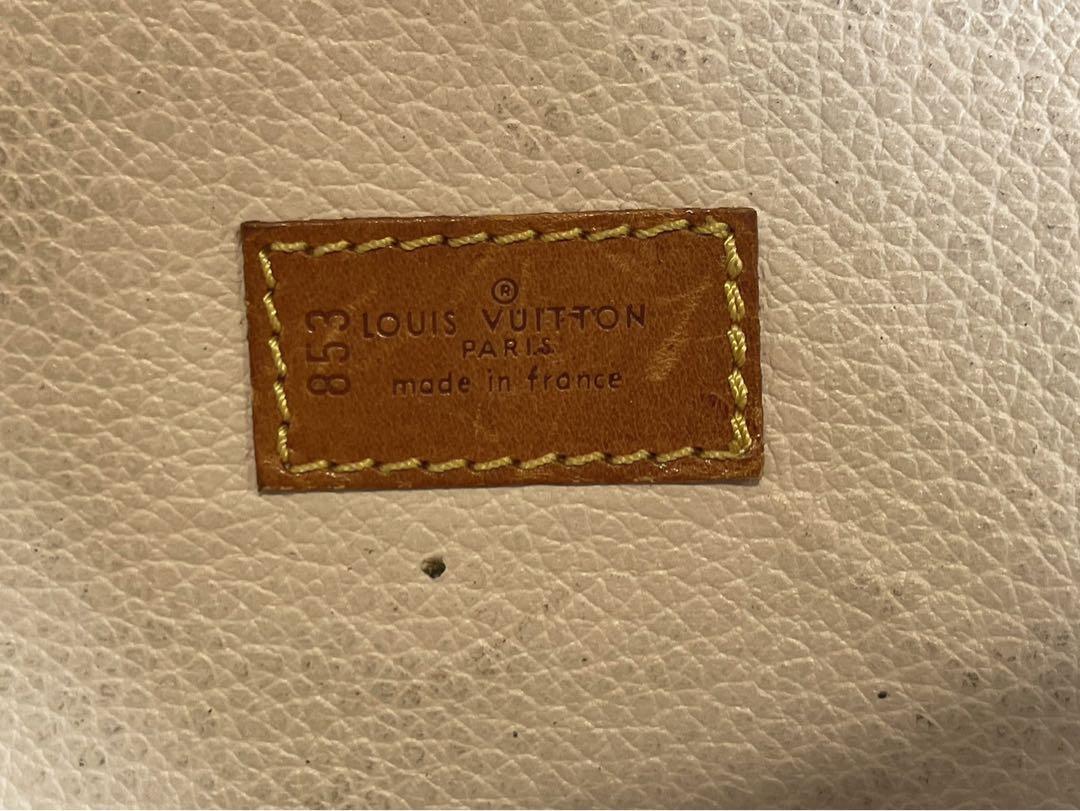 ®
LOUIS VUITTON
PARIS
made in france
853